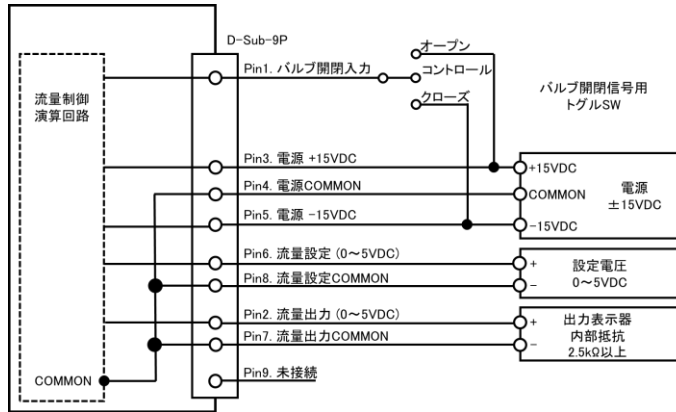 D-Sub-9P
オープン
Pin1. バルブ開閉入力
コントロール
クローズ
バルブ開閉信号用
トグルSW
流量制御
演算回路
Pin3. 電源 +15VDC
+15VDC
Pin4. 電源COMMON
COMMON
電源
±15VDC
Pin5. 電源 -15VDC
-15VDC
Pin6. 流量設定 (0~5VDC)
+
設定電圧
0~5VDC
Pin8. 流量設定COMMON
-
Pin2. 流量出力 (0~5VDC)
+
出力表示器
内部抵抗
2.5kΩ以上
Pin7. 流量出力COMMON
-
COMMON
Pin9. 未接続